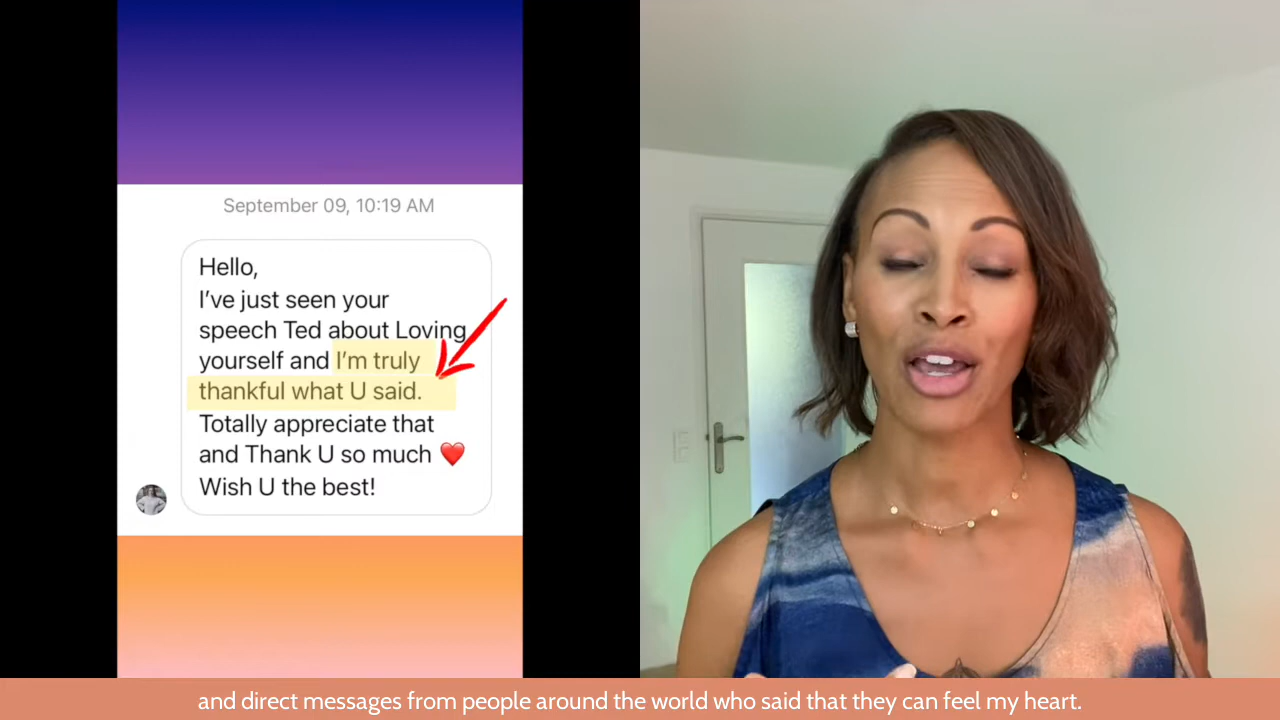 September 09, 10:19 AM
Hello,
I've just seen your
speech Ted about Loving
yourself and I'm truly
thankful what U said.
Totally appreciate that
and Thank U so much ❤️
Wish U the best!
and direct messages from people around the world who said that they can feel my heart.